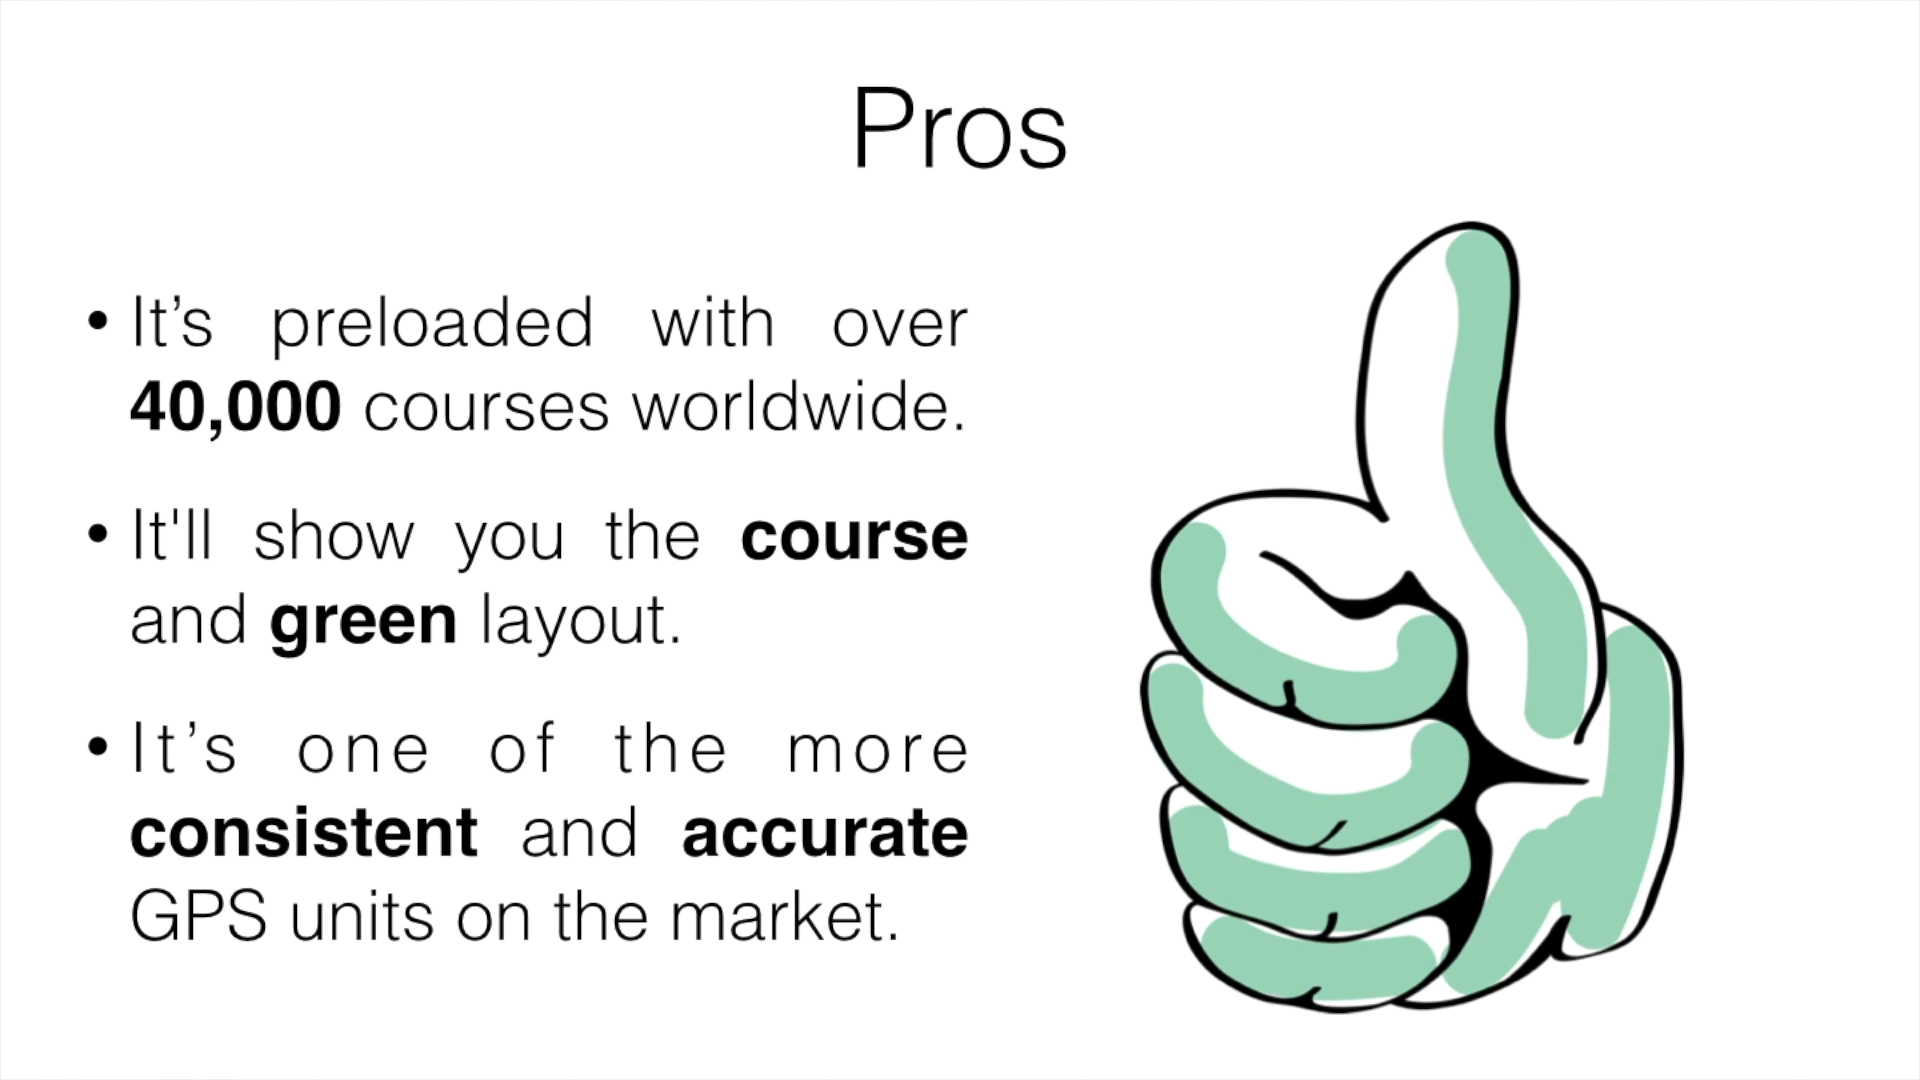 Pros
• It’s preloaded with over
40,000 courses worldwide.
• It'll show you the course
and green layout.
• It’s one of the more
consistent and accurate
GPS units on the market.